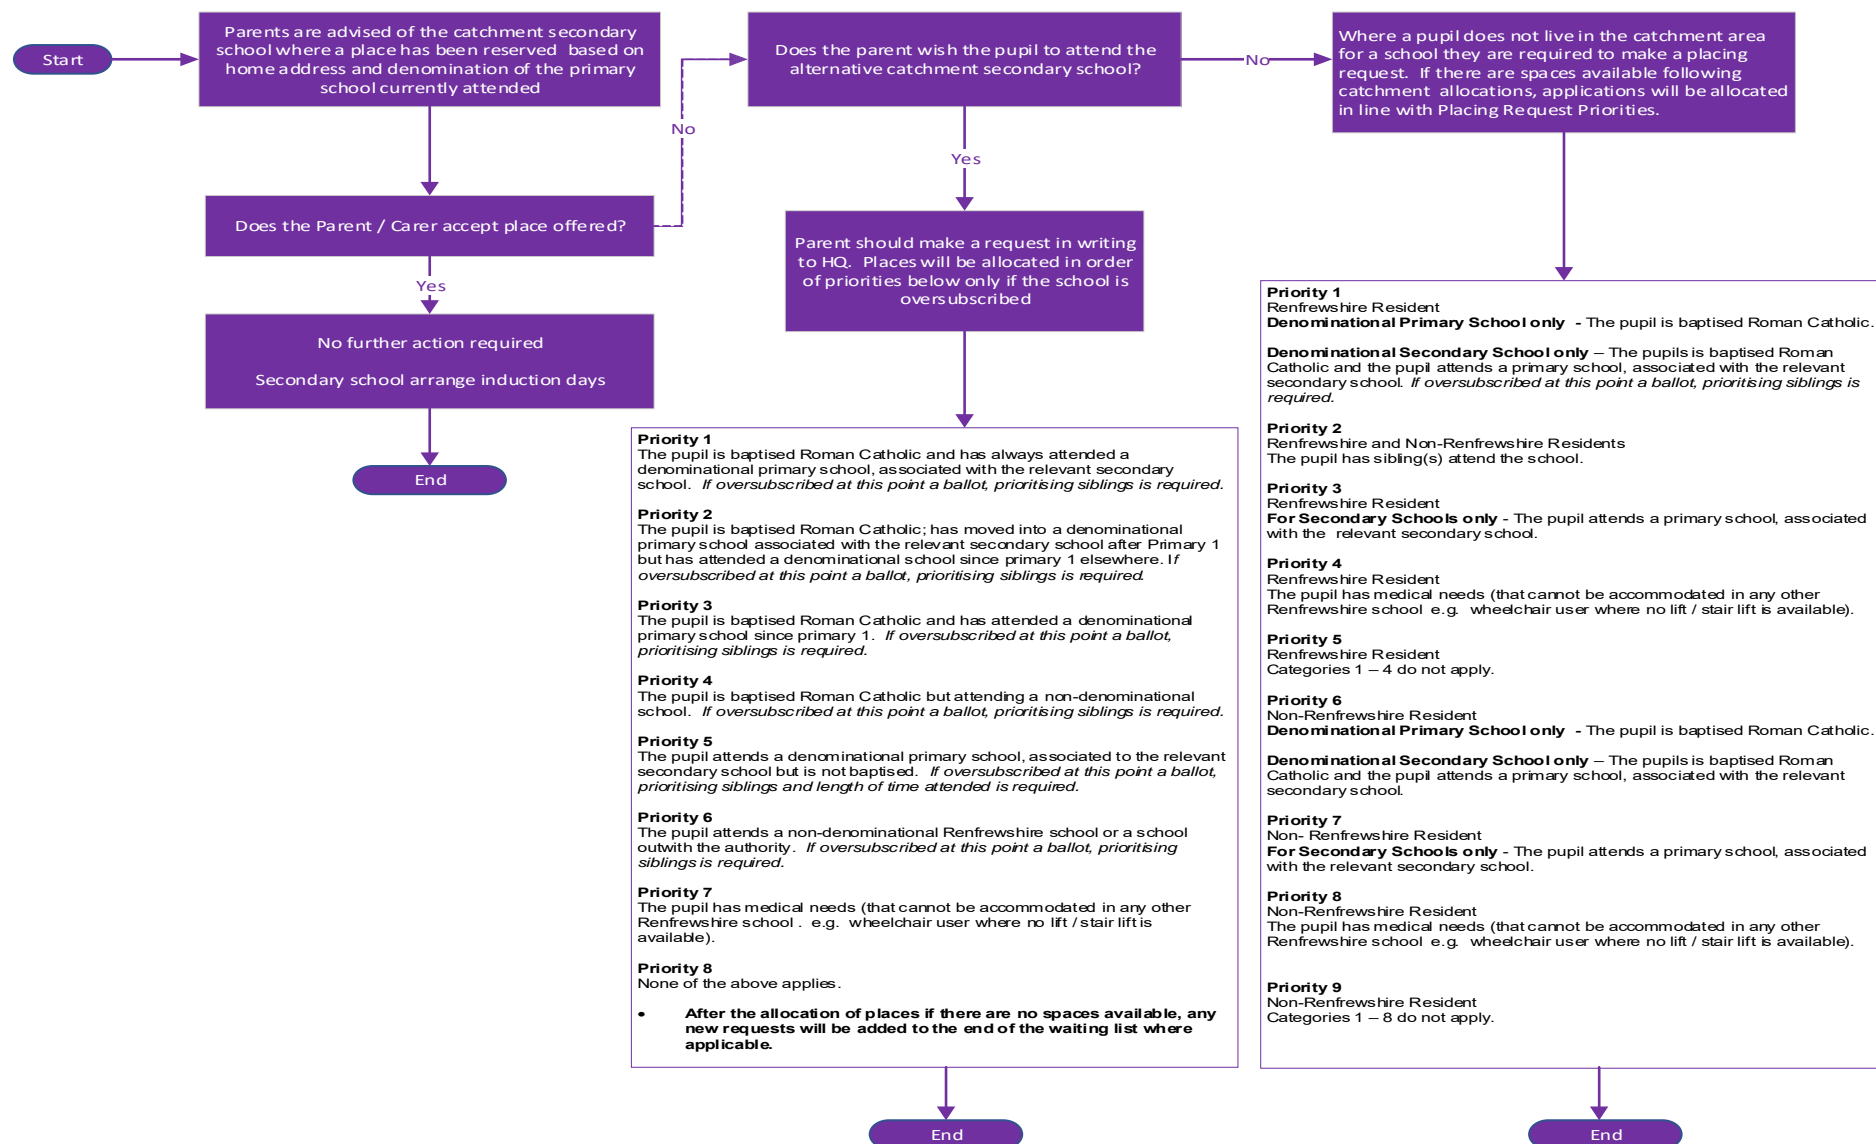 Start
Parents are advised of the catchment secondary
school where a place has been reserved based on
home address and denomination of the primary
school currently attended
No
Does the parent wish the pupil to attend the
alternative catchment secondary school?
No
Where a pupil does not live in the catchment area
for a school they are required to make a placing
request. If there are spaces available following
catchment allocations, applications will be allocated
in line with Placing Request Priorities.
Does the Parent / Carer accept place offered?
Yes
No further action required
Secondary school arrange induction days
End
Yes
Parent should make a request in writing
to HQ. Places will be allocated in order
of priorities below only if the school is
oversubscribed
Priority 1
The pupil is baptised Roman Catholic and has always attended a
denominational primary school, associated with the relevant secondary
school. If oversubscribed at this point a ballot, prioritising siblings is required.
Priority 2
The pupil is baptised Roman Catholic; has moved into a denominational
primary school associated with the relevant secondary school after Primary 1
but has attended a denominational school since primary 1 elsewhere. If
oversubscribed at this point a ballot, prioritising siblings is required.
Priority 3
The pupil is baptised Roman Catholic and has attended a denominational
primary school since primary 1. If oversubscribed at this point a ballot,
prioritising siblings is required.
Priority 4
The pupil is baptised Roman Catholic but attending a non-denominational
school. If oversubscribed at this point a ballot, prioritising siblings is required.
Priority 5
The pupil attends a denominational primary school, associated to the relevant
secondary school but is not baptised. If oversubscribed at this point a ballot,
prioritising siblings and length of time attended is required.
Priority 6
The pupil attends a non-denominational Renfrewshire school or a school
outwith the authority. If oversubscribed at this point a ballot, prioritising
siblings is required.
Priority 7
The pupil has medical needs (that cannot be accommodated in any other
Renfrewshire school . e.g. wheelchair user where no lift / stair lift is
available).
Priority 8
None of the above applies.
• After the allocation of places if there are no spaces available, any
new requests will be added to the end of the waiting list where
applicable.
End
Priority 1
Renfrewshire Resident
Denominational Primary School only - The pupil is baptised Roman Catholic.
Denominational Secondary School only – The pupils is baptised Roman
Catholic and the pupil attends a primary school, associated with the relevant
secondary school. If oversubscribed at this point a ballot, prioritising siblings is
required.
Priority 2
Renfrewshire and Non-Renfrewshire Residents
The pupil has sibling(s) attend the school.
Priority 3
Renfrewshire Resident
For Secondary Schools only - The pupil attends a primary school, associated
with the relevant secondary school.
Priority 4
Renfrewshire Resident
The pupil has medical needs (that cannot be accommodated in any other
Renfrewshire school e.g. wheelchair user where no lift / stair lift is available).
Priority 5
Renfrewshire Resident
Categories 1 – 4 do not apply.
Priority 6
Non-Renfrewshire Resident
Denominational Primary School only - The pupil is baptised Roman Catholic.
Denominational Secondary School only – The pupils is baptised Roman
Catholic and the pupil attends a primary school, associated with the relevant
secondary school.
Priority 7
Non- Renfrewshire Resident
For Secondary Schools only - The pupil attends a primary school, associated
with the relevant secondary school.
Priority 8
Non-Renfrewshire Resident
The pupil has medical needs (that cannot be accommodated in any other
Renfrewshire school e.g. wheelchair user where no lift / stair lift is available).
Priority 9
Non-Renfrewshire Resident
Categories 1 – 8 do not apply.
End